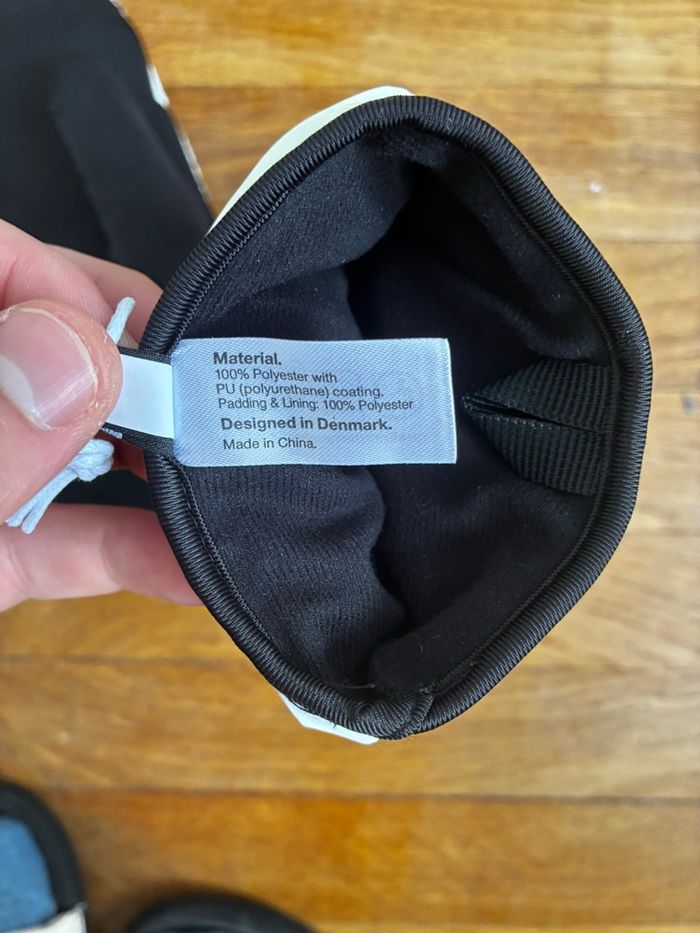 Material.
100% Polyester with
PU (polyurethane) coating.
Padding & Lining: 100% Polyester
Designed in Denmark.
Made in China.